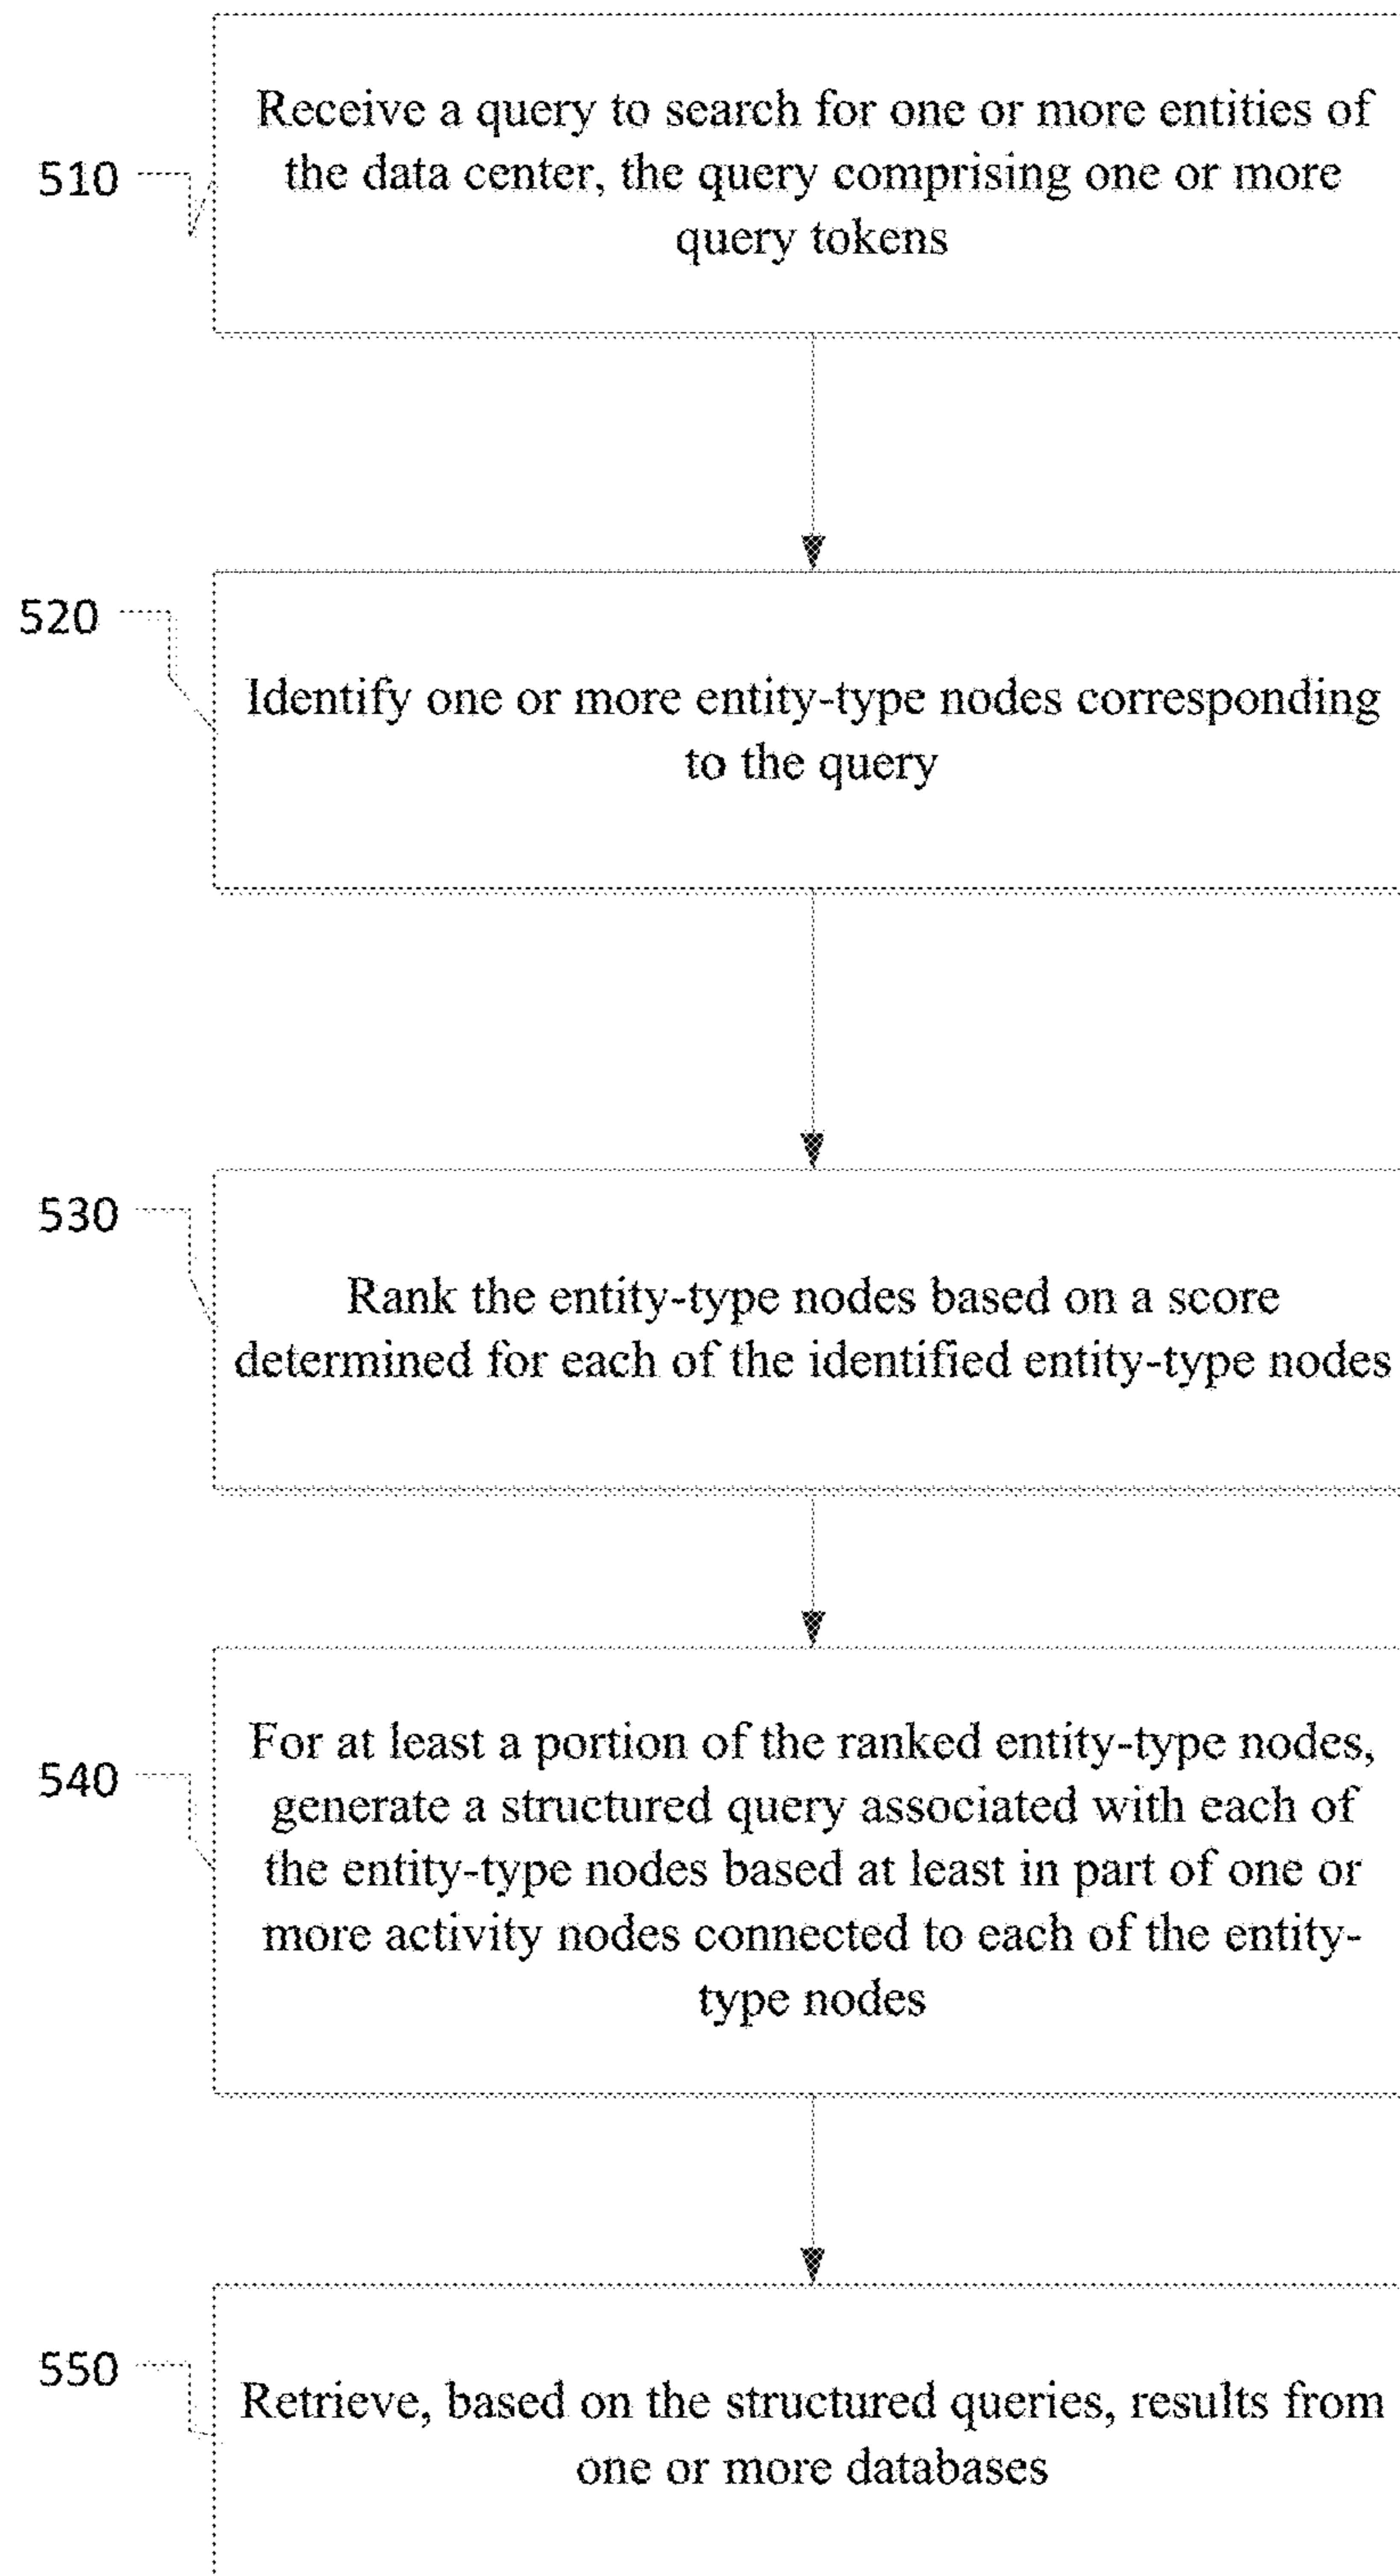 510
Receive a query to search for one or more entities of
the data center, the query comprising one or more
query tokens
520
Identify one or more entity-type nodes corresponding
to the query
530
Rank the entity-type nodes based on a score
determined for each of the identified entity-type nodes
540
For at least a portion of the ranked entity-type nodes,
generate a structured query associated with each of
the entity-type nodes based at least in part of one or
more activity nodes connected to each of the entity-
type nodes
550
Retrieve, based on the structured queries, results from
one or more databases